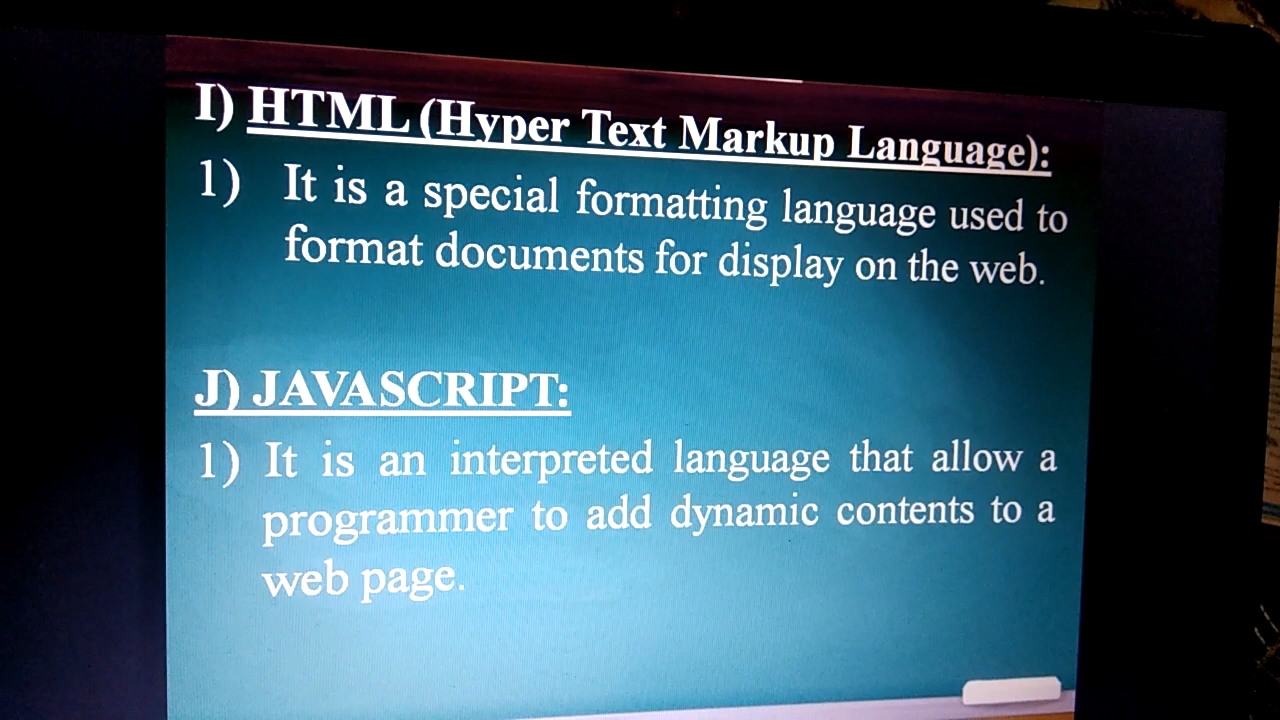 I) HTML (Hyper Text Markup Language):
1) It is a special formatting language used to
format documents for display on the web.
J) JAVASCRIPT:
1) It is an interpreted language that allow a
programmer to add dynamic contents to a
web page.